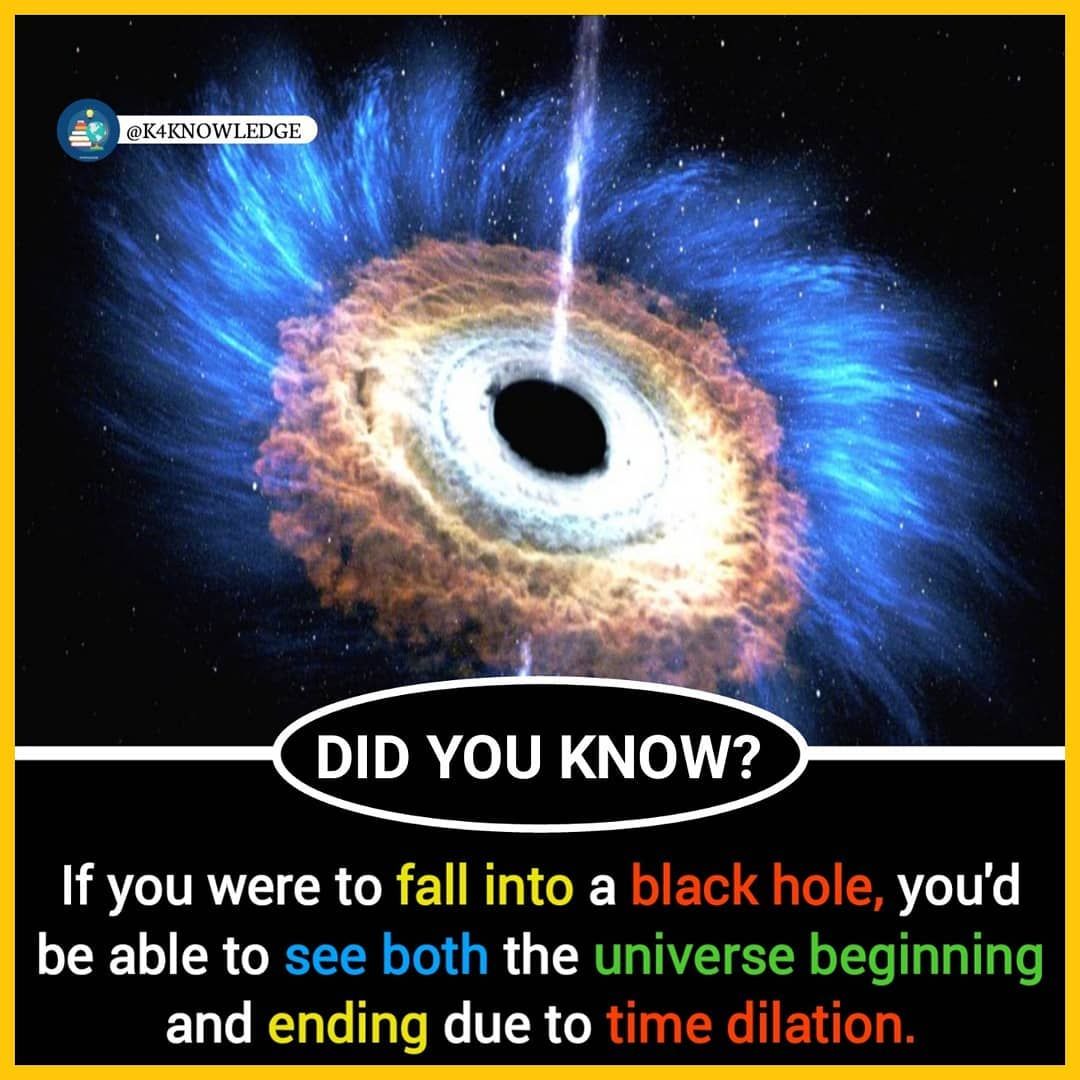 @K4KNOWLEDGE
DID YOU KNOW?
If you were to fall into a black hole, you'd
be able to see both the universe beginning
and ending due to time dilation.